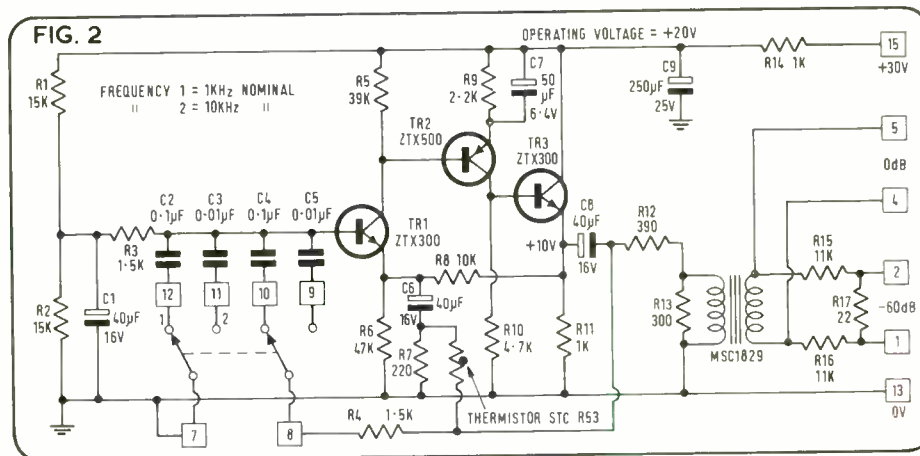 FIG. 2
OPERATING VOLTAGE = +20V
R1
15K
FREQUENCY 1 = 1KHz NOMINAL
" 2 = 10KHz "
R5
39K
R9
2·2K
C7
50
µF
6·4V
C9
250µF
25V
R14 1K
15
+30V
TR2
ZTX500
TR3
ZTX300
5
0dB
4
C2
0·1µF
C3
0·01µF
C4
0·1µF
C5
0·01µF
R3
1·5K
TR1
ZTX300
+10V
C8
40µF
16V
R12
390
R15
11K
2
-60dB
R17
22
1
R16
11K
R8 10K
C6
40µF
16V
12
11
10
9
1
2
R2
15K
C1
40µF
16V
R6
47K
R7
220
R10
4·7K
R11
1K
R13
300
MSC1829
THERMISTOR STC R53
13
0V
R4 1·5K
7
8